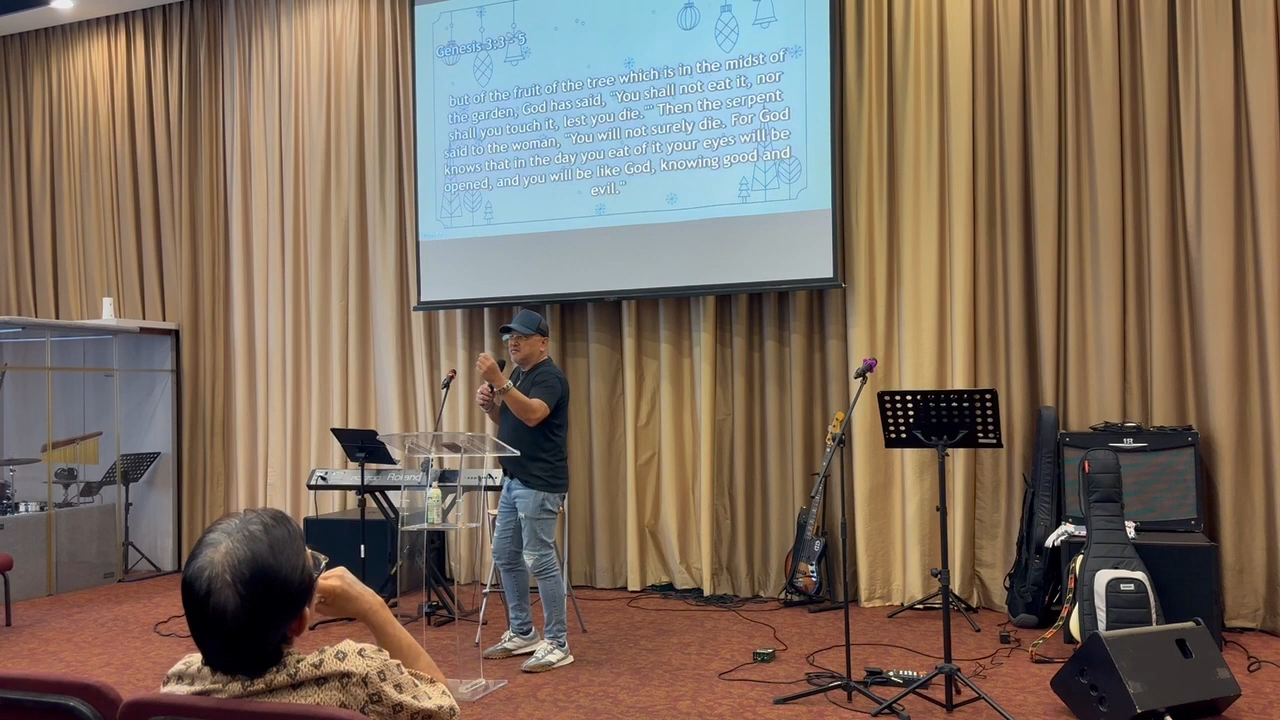 Genesis 3:3 - 5
but of the fruit of the tree which is in the midst of
the garden, God has said, "You shall not eat it, nor
shall you touch it, lest you die.'" Then the serpent
said to the woman, "You will not surely die. For God
knows that in the day you eat of it your eyes will be
opened, and you will be like God, knowing good and
evil."
Roland